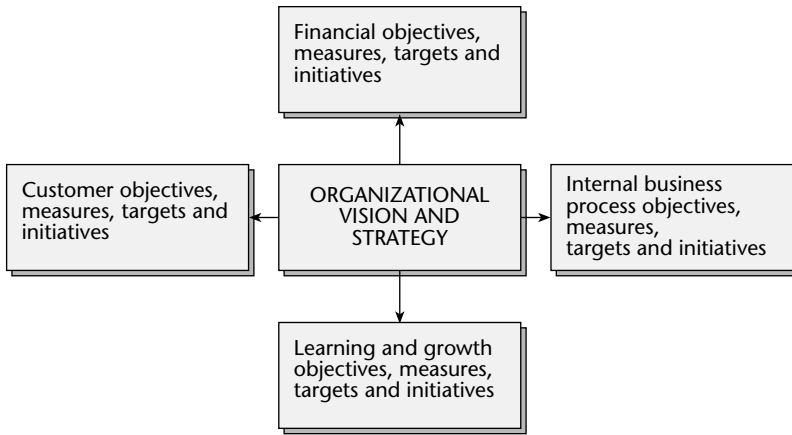 Financial objectives,
measures, targets and
initiatives
Customer objectives,
measures, targets and
initiatives
ORGANIZATIONAL
VISION AND
STRATEGY
Internal business
process objectives,
measures,
targets and initiatives
Learning and growth
objectives, measures,
targets and initiatives